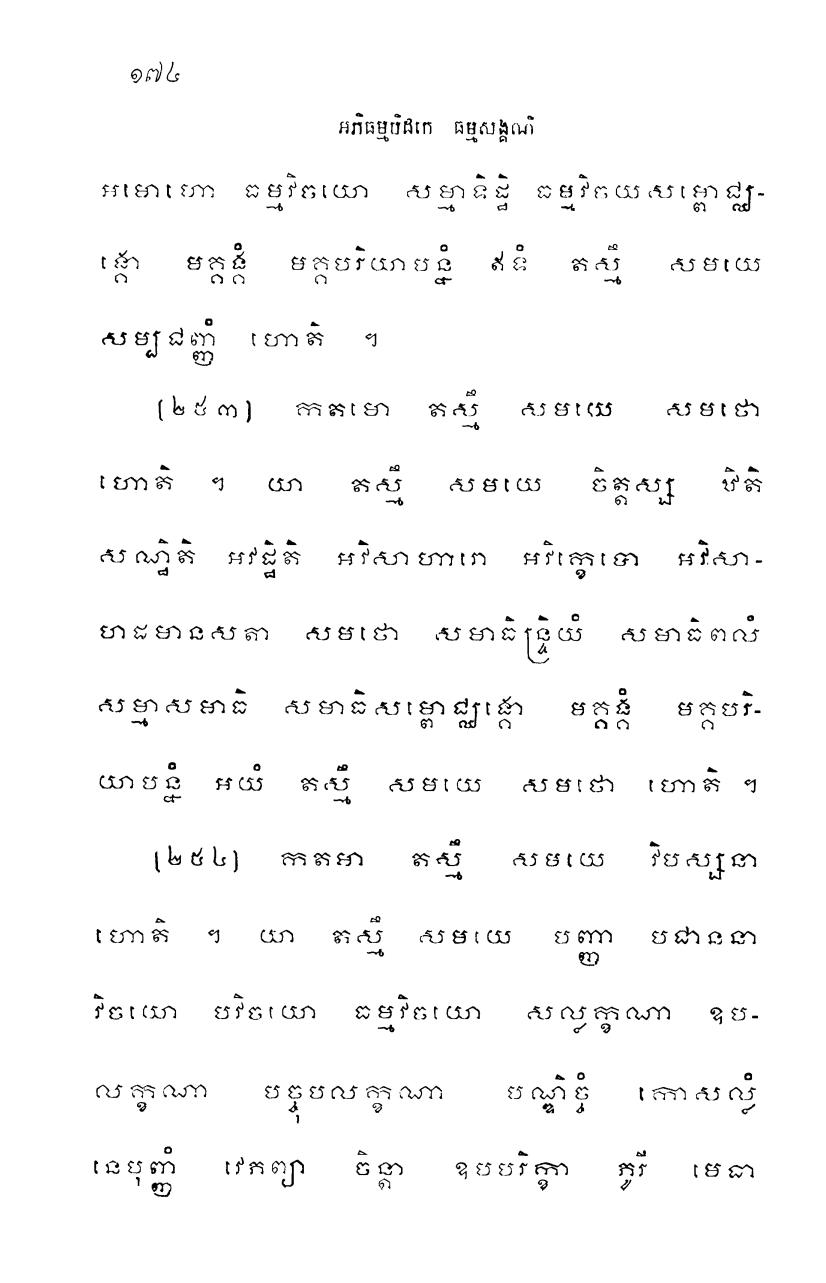 ១៧៤
អភិធម្មបិដកេ ធម្មសង្គណិ
អមោហោ ធម្មវិចយោ សម្មាទិដ្ឋិ ធម្មវិចយសម្ពោជ្ឈ-
ង្គោ មគ្គង្គំ មគ្គបរិយាបន្នំ ឥទំ តស្មឹ សមយេ
សម្បជញ្ញំ ហោតិ ។
(២៥៣) កតមោ តស្មឹ សមយេ សមថោ
ហោតិ ។ យា តស្មឹ សមយេ ចិត្តស្ស ឋិតិ
សណ្ឋិតិ អវដ្ឋិតិ អវិសាហារោ អវិក្ខេបោ អវិសា-
ហដមានសតា សមថោ សមាធិន្ទ្រិយំ សមាធិពលំ
សម្មាសមាធិ សមាធិសម្ពោជ្ឈង្គោ មគ្គង្គំ មគ្គបរិ-
យាបន្នំ អយំ តស្មឹ សមយេ សមថោ ហោតិ ។
(២៥៤) កតមា តស្មឹ សមយេ វិបស្សនា
ហោតិ ។ យា តស្មឹ សមយេ បញ្ញា បជាននា
វិចយោ បវិចយោ ធម្មវិចយោ សល្លក្ខណា ឧប-
លក្ខណា បច្ចុបលក្ខណា បណ្ឌិច្ចំ កោសល្លំ
នេបុញ្ញំ វេភព្យា ចិន្តា ឧបបរិក្ខា ភូរី មេធា